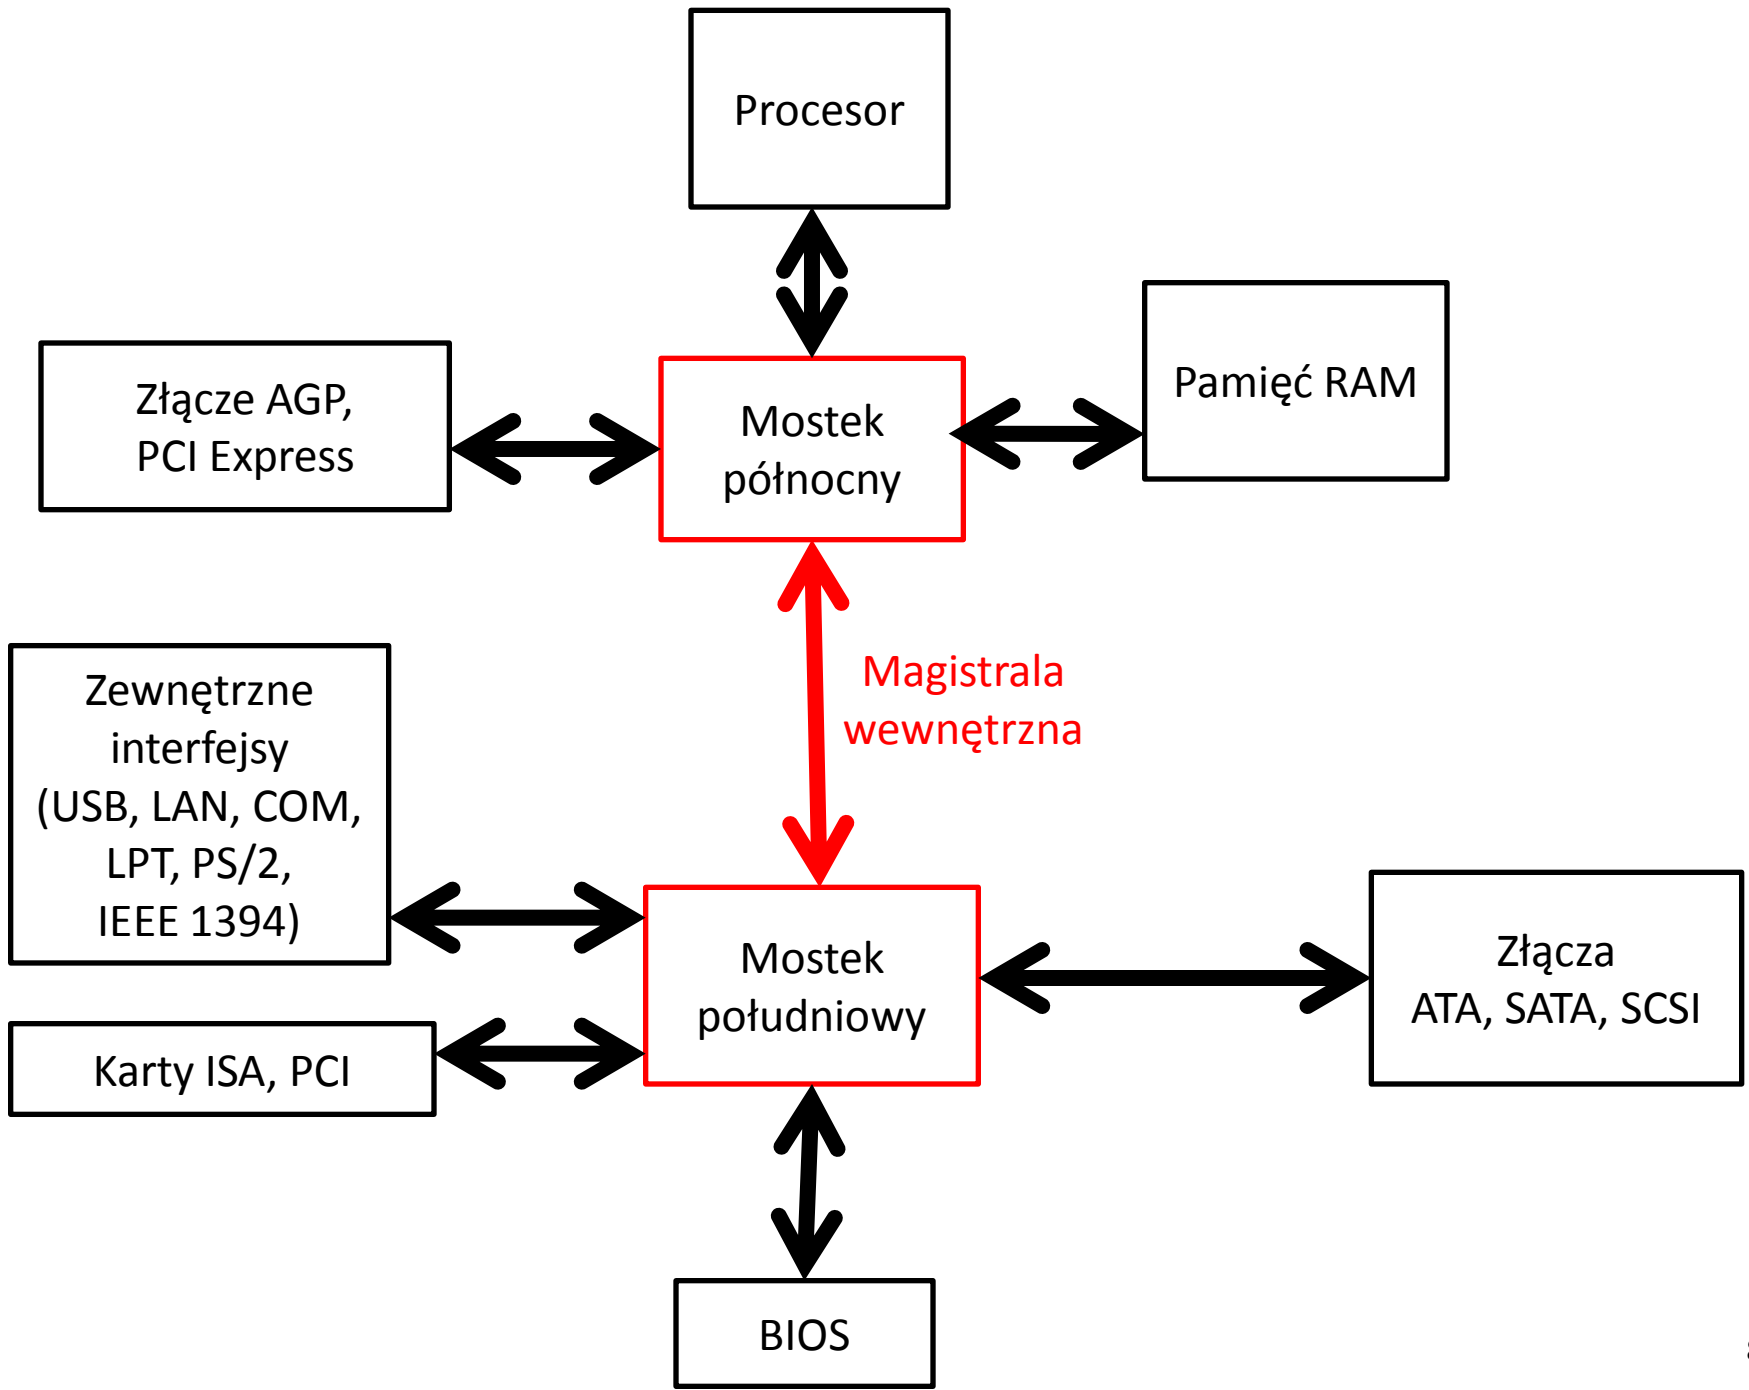 Procesor
Złącze AGP,
PCI Express
Mostek
północny
Pamięć RAM
Magistrala
wewnętrzna
Zewnętrzne
interfejsy
(USB, LAN, COM,
LPT, PS/2,
IEEE 1394)
Mostek
południowy
Złącza
ATA, SATA, SCSI
Karty ISA, PCI
BIOS